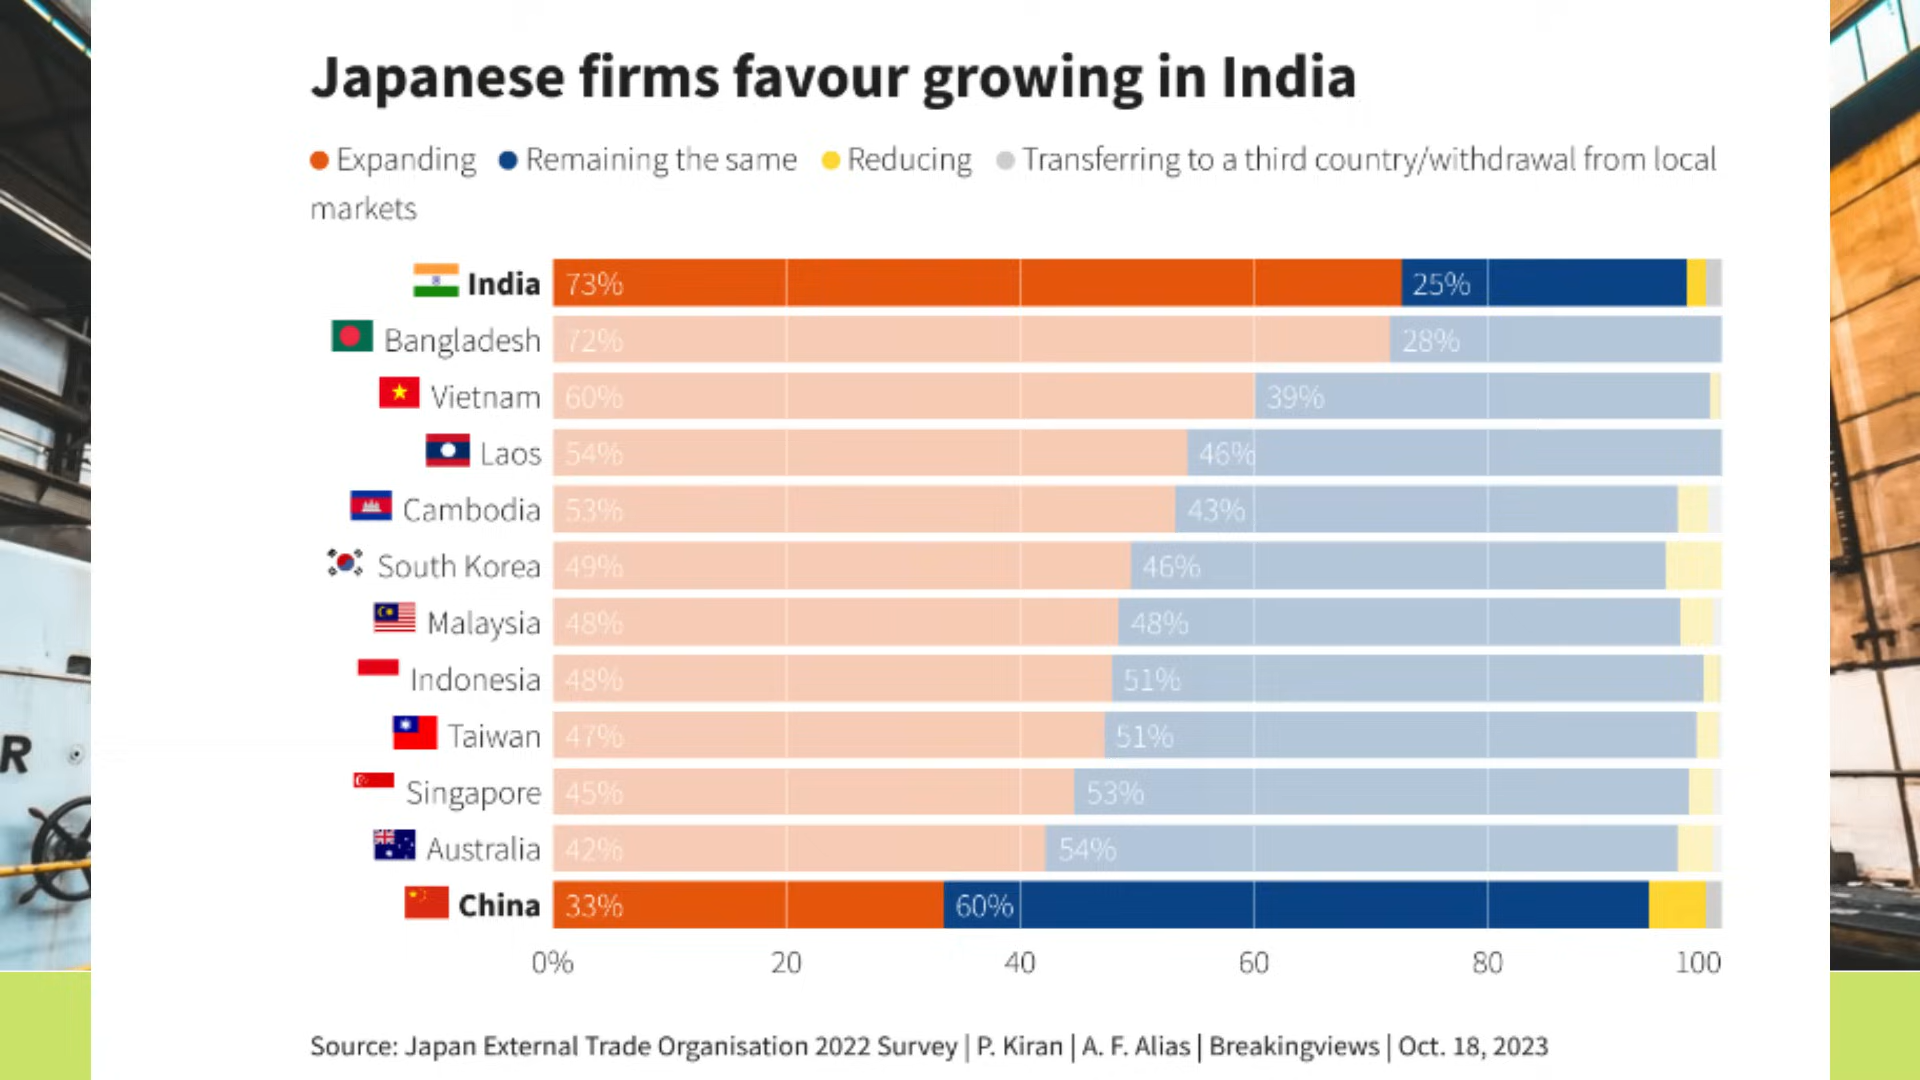 Japanese firms favour growing in India
Expanding Remaining the same Reducing Transferring to a third country/withdrawal from local
markets
India 73% 25%
Bangladesh 72% 28%
Vietnam 60% 39%
Laos 54% 46%
Cambodia 53% 43%
South Korea 49% 46%
Malaysia 48% 48%
Indonesia 48% 51%
Taiwan 47% 51%
Singapore 45% 53%
Australia 42% 54%
China 33% 60%
0% 20 40 60 80 100
Source: Japan External Trade Organisation 2022 Survey | P. Kiran | A. F. Alias | Breakingviews | Oct. 18, 2023
R